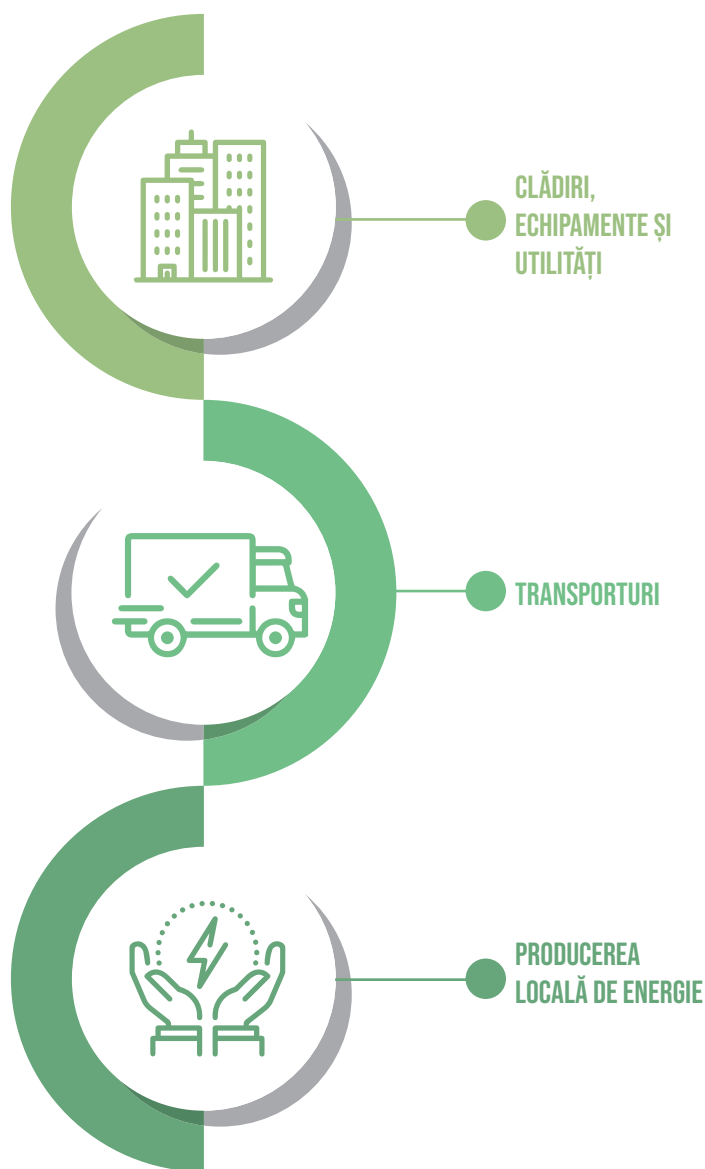 CLĂDIRI,
ECHIPAMENTE ȘI
UTILITĂȚI
TRANSPORTURI
PRODUCEREA
LOCALĂ DE ENERGIE